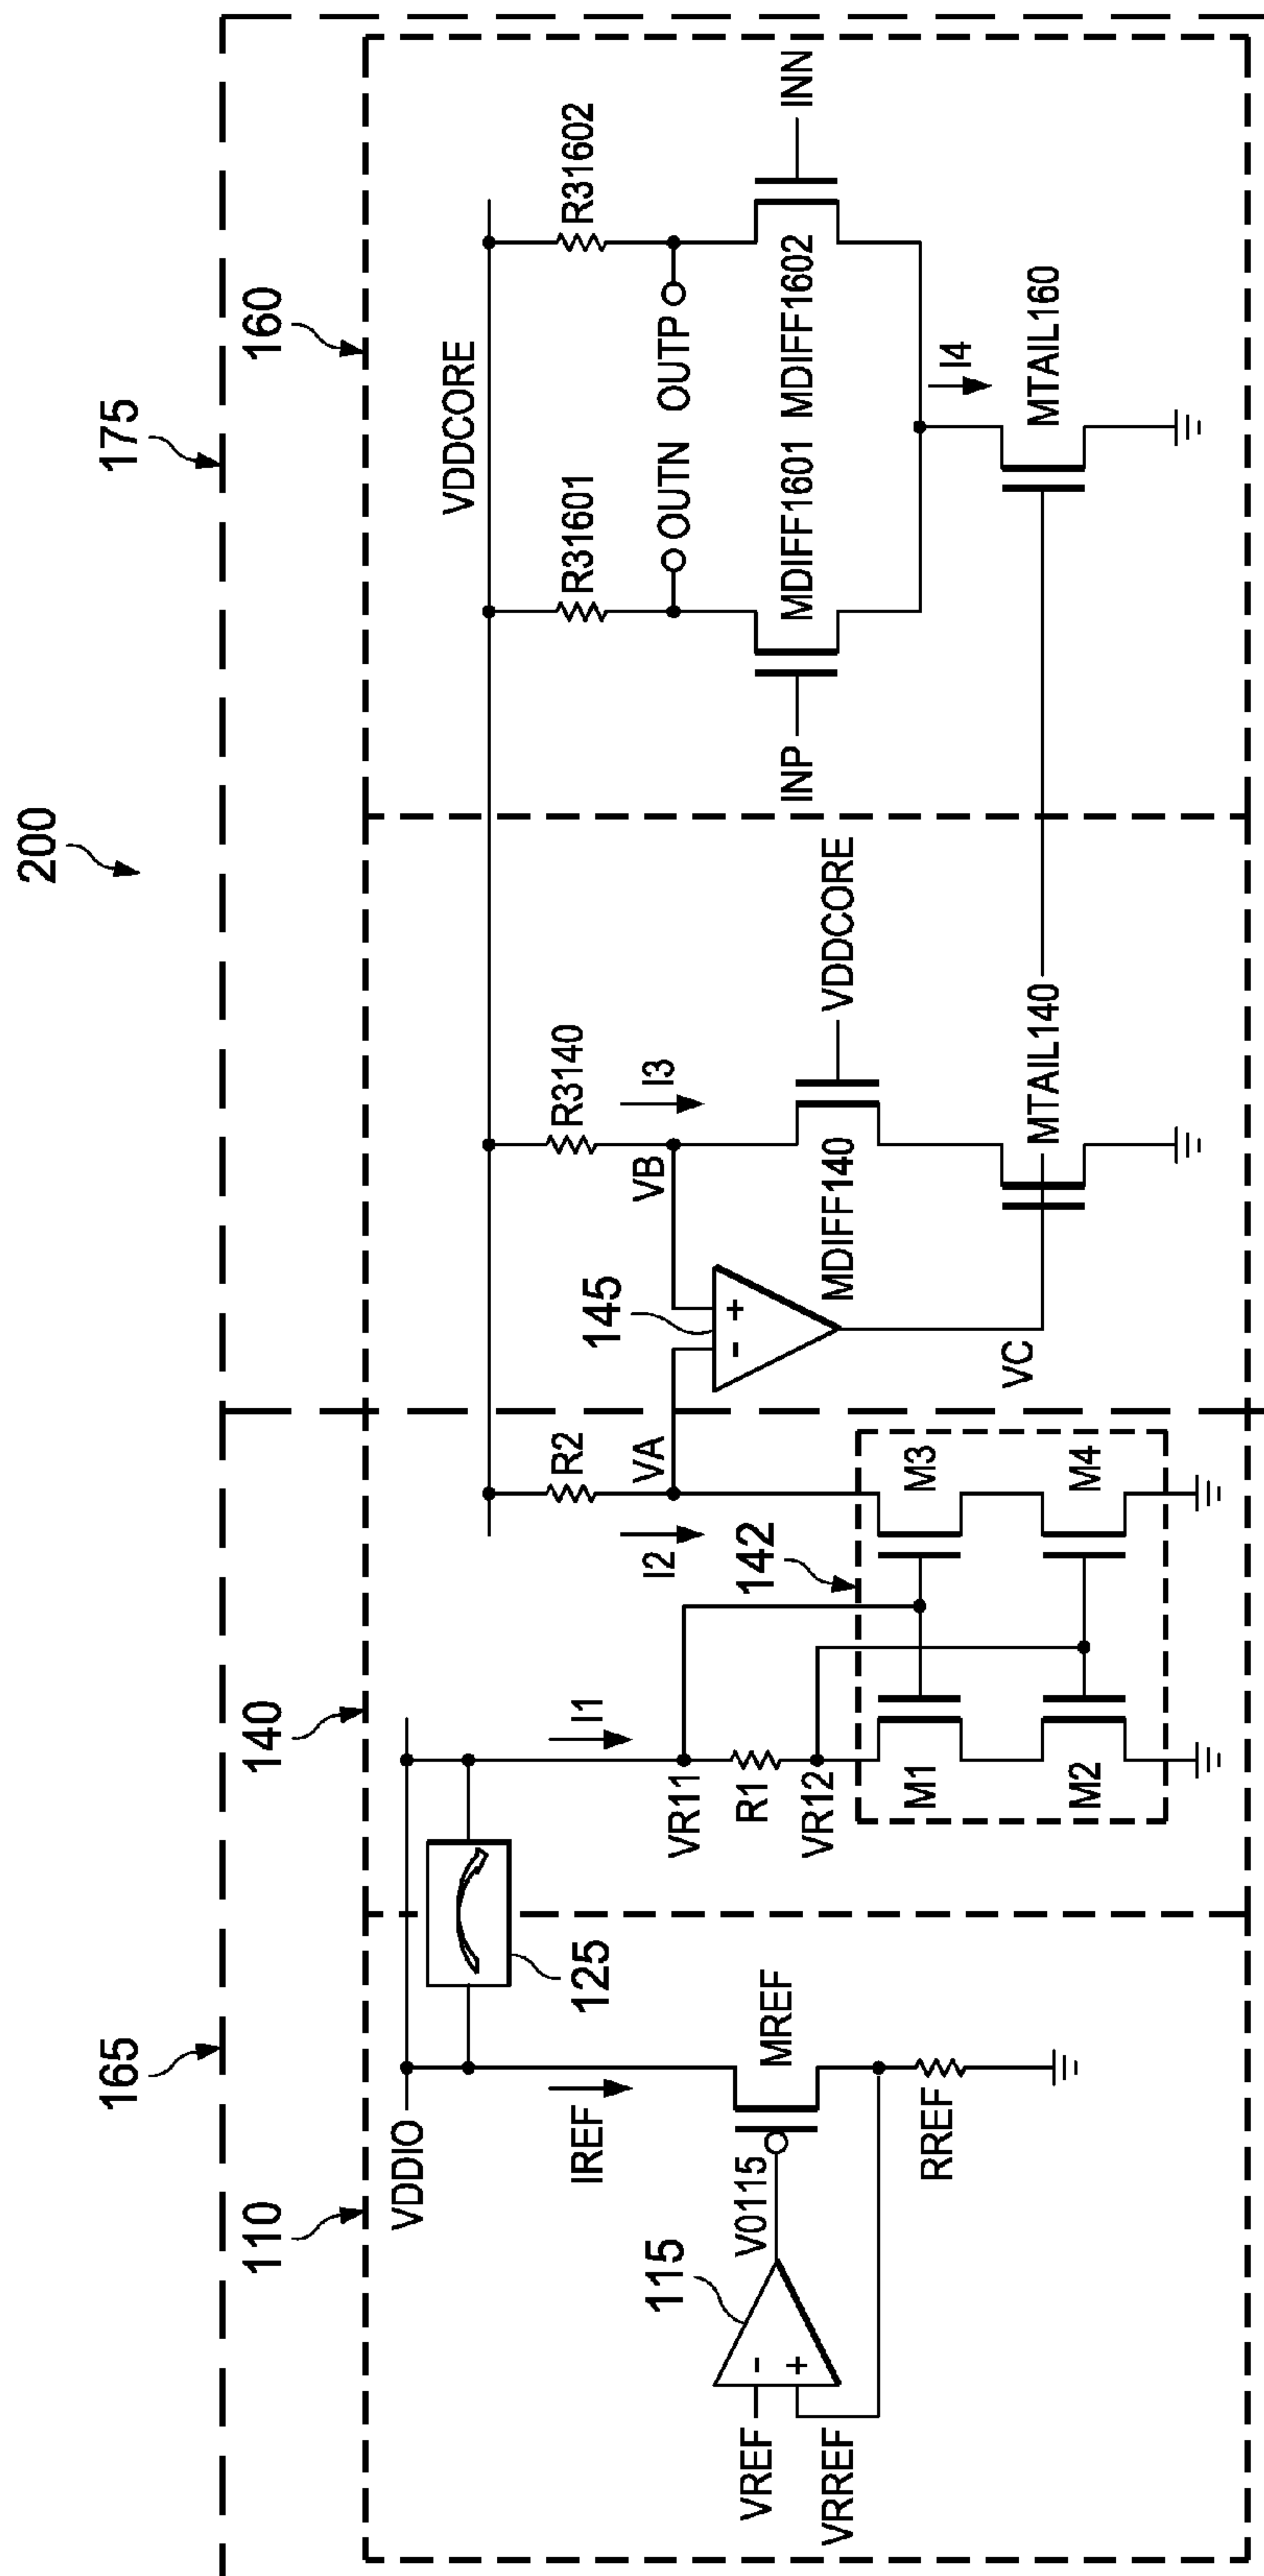 200
165
175
110
140
160
VDDIO
125
IREF
I1
VREF
VRREF
115
V0115
MREF
RREF
VR11
R1
VR12
142
M1
M2
M3
M4
I2
R2
VA
145
- +
- +
VB
R3140
I3
VC
MDIFF140
VDDCORE
MTAIL140
VDDCORE
R31601
R31602
OUTN OUTP
INP
MDIFF1601 MDIFF1602
INN
I4
MTAIL160